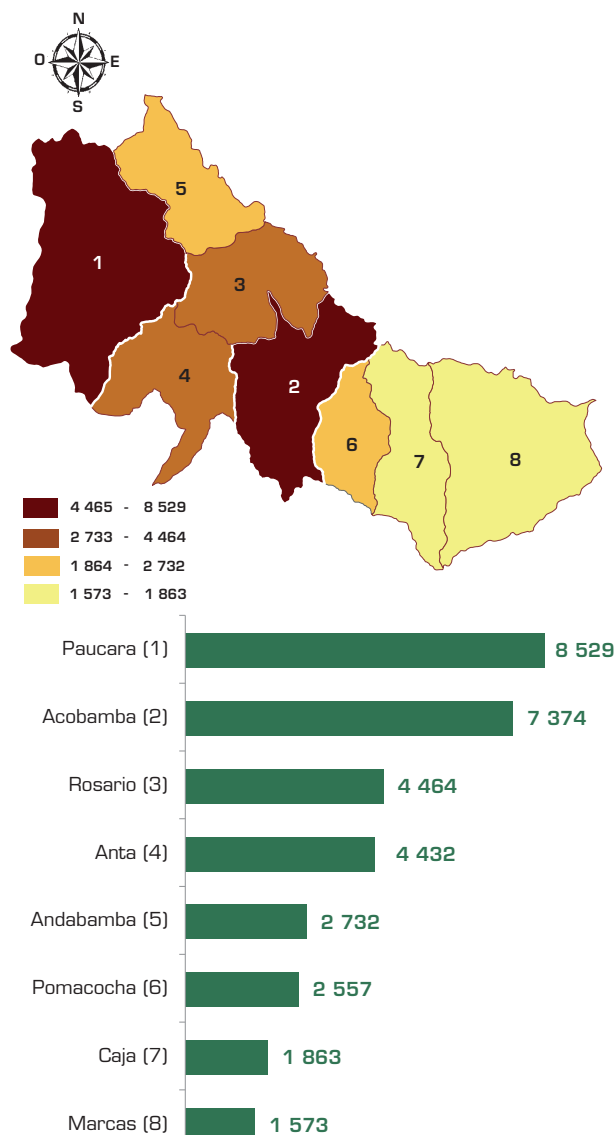 N
O E
S
5
1
3
4
2
6
7
8
4 465 - 8 529
2 733 - 4 464
1 864 - 2 732
1 573 - 1 863
Paucara (1) 8 529
Acobamba (2) 7 374
Rosario (3) 4 464
Anta (4) 4 432
Andabamba (5) 2 732
Pomacocha (6) 2 557
Caja (7) 1 863
Marcas (8) 1 573